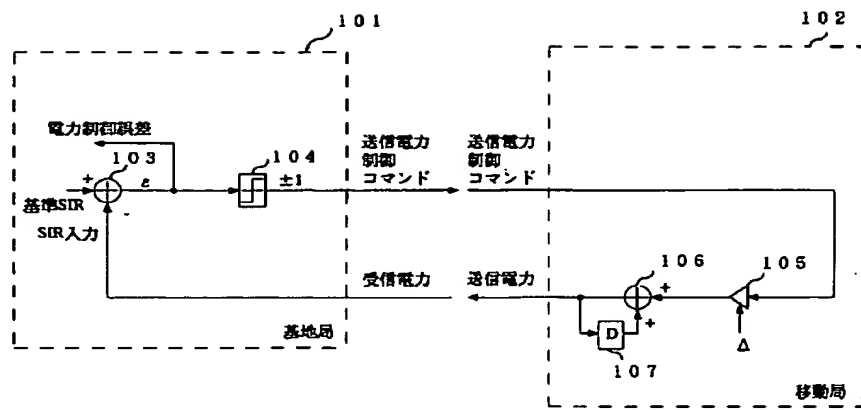 101
102
電力制御誤差
103
+
ε
104
±1
基準SIR
SIR入力
-
送信電力
制御
コマンド
送信電力
制御
コマンド
受信電力
送信電力
106
105
+
+
D
107
Δ
基地局
移動局